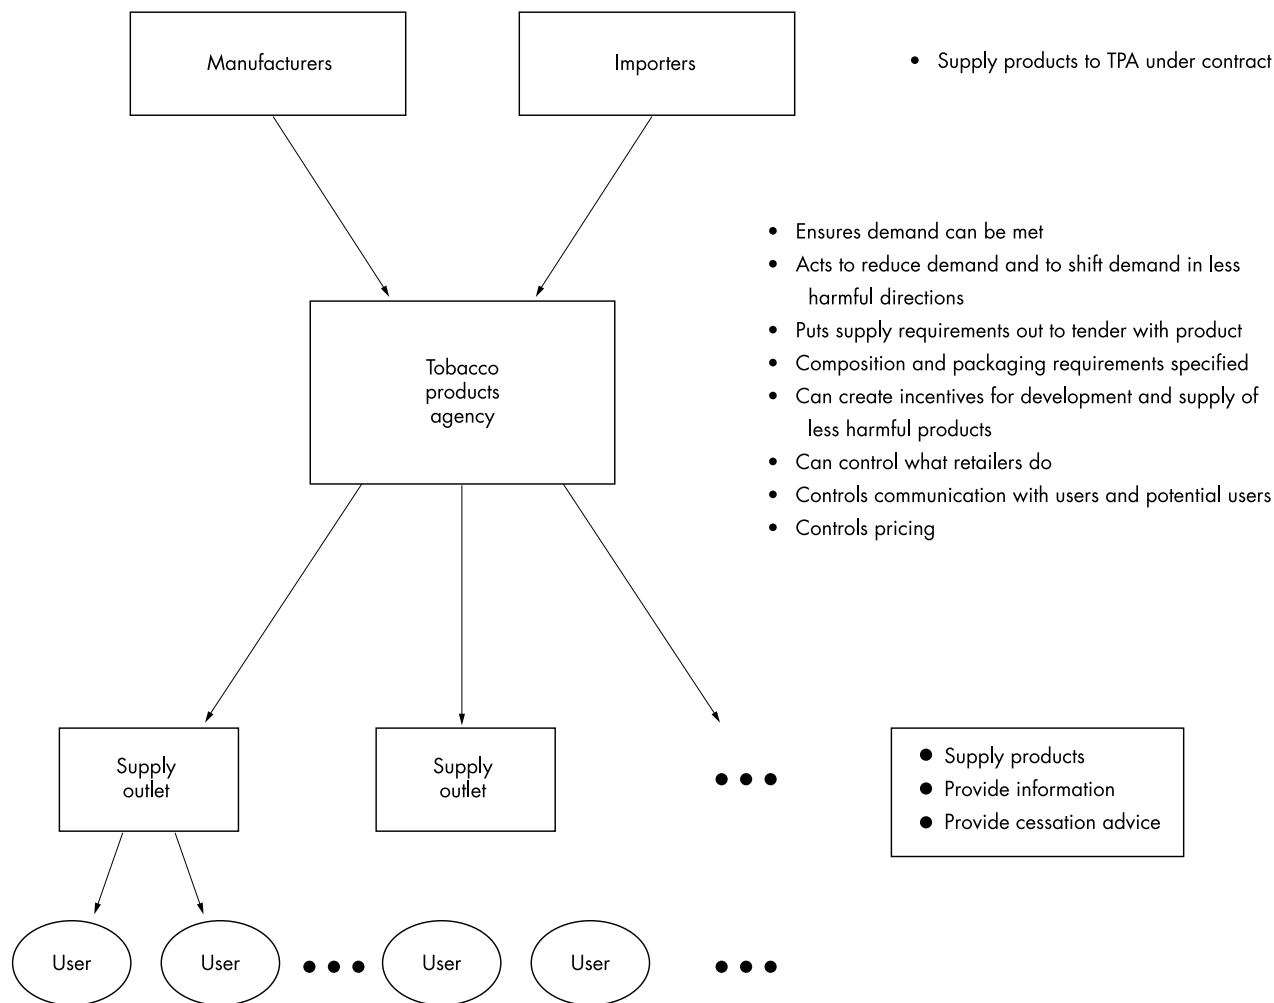 Manufacturers
Importers
• Supply products to TPA under contract
• Ensures demand can be met
• Acts to reduce demand and to shift demand in less
harmful directions
• Puts supply requirements out to tender with product
• Composition and packaging requirements specified
• Can create incentives for development and supply of
less harmful products
• Can control what retailers do
• Controls communication with users and potential users
• Controls pricing
Tobacco
products
agency
Supply
outlet
Supply
outlet
• • •
• Supply products
• Provide information
• Provide cessation advice
User
User
• • •
User
User
• • •